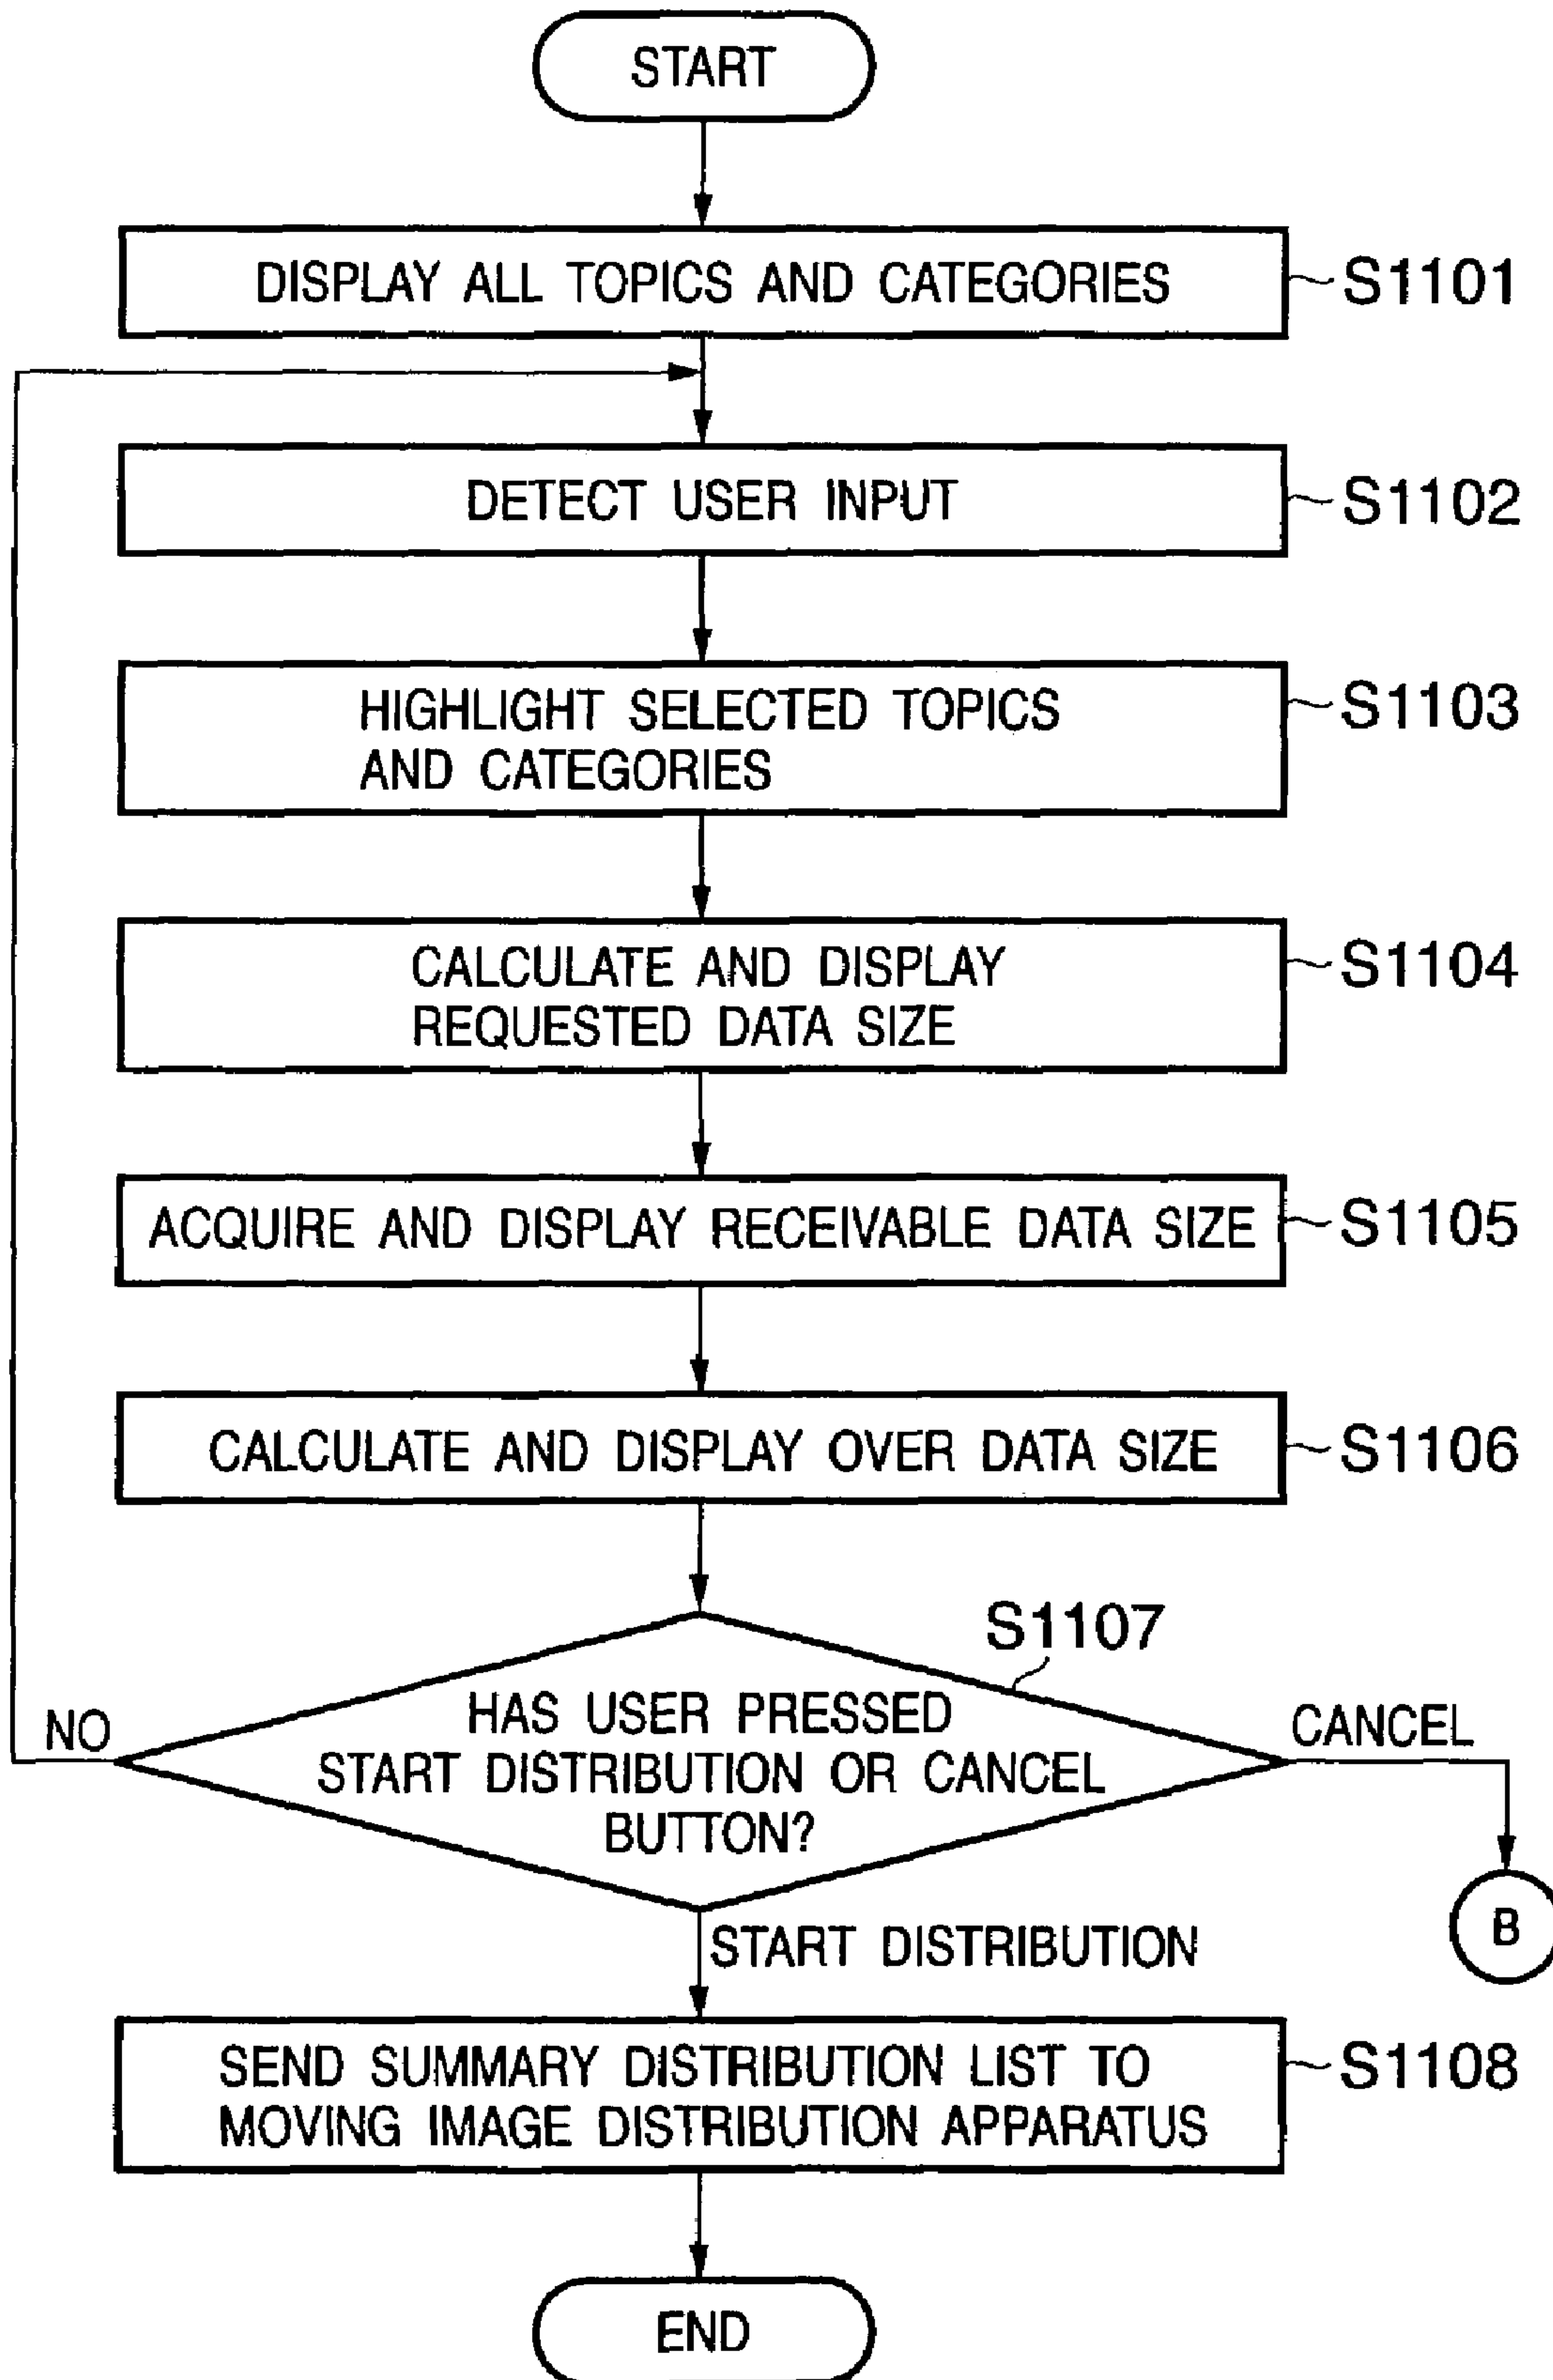 START
DISPLAY ALL TOPICS AND CATEGORIES
S1101
DETECT USER INPUT
S1102
HIGHLIGHT SELECTED TOPICS
AND CATEGORIES
S1103
CALCULATE AND DISPLAY
REQUESTED DATA SIZE
S1104
ACQUIRE AND DISPLAY RECEIVABLE DATA SIZE
S1105
CALCULATE AND DISPLAY OVER DATA SIZE
S1106
S1107
HAS USER PRESSED
START DISTRIBUTION OR CANCEL
BUTTON?
NO
CANCEL
B
START DISTRIBUTION
SEND SUMMARY DISTRIBUTION LIST TO
MOVING IMAGE DISTRIBUTION APPARATUS
S1108
END